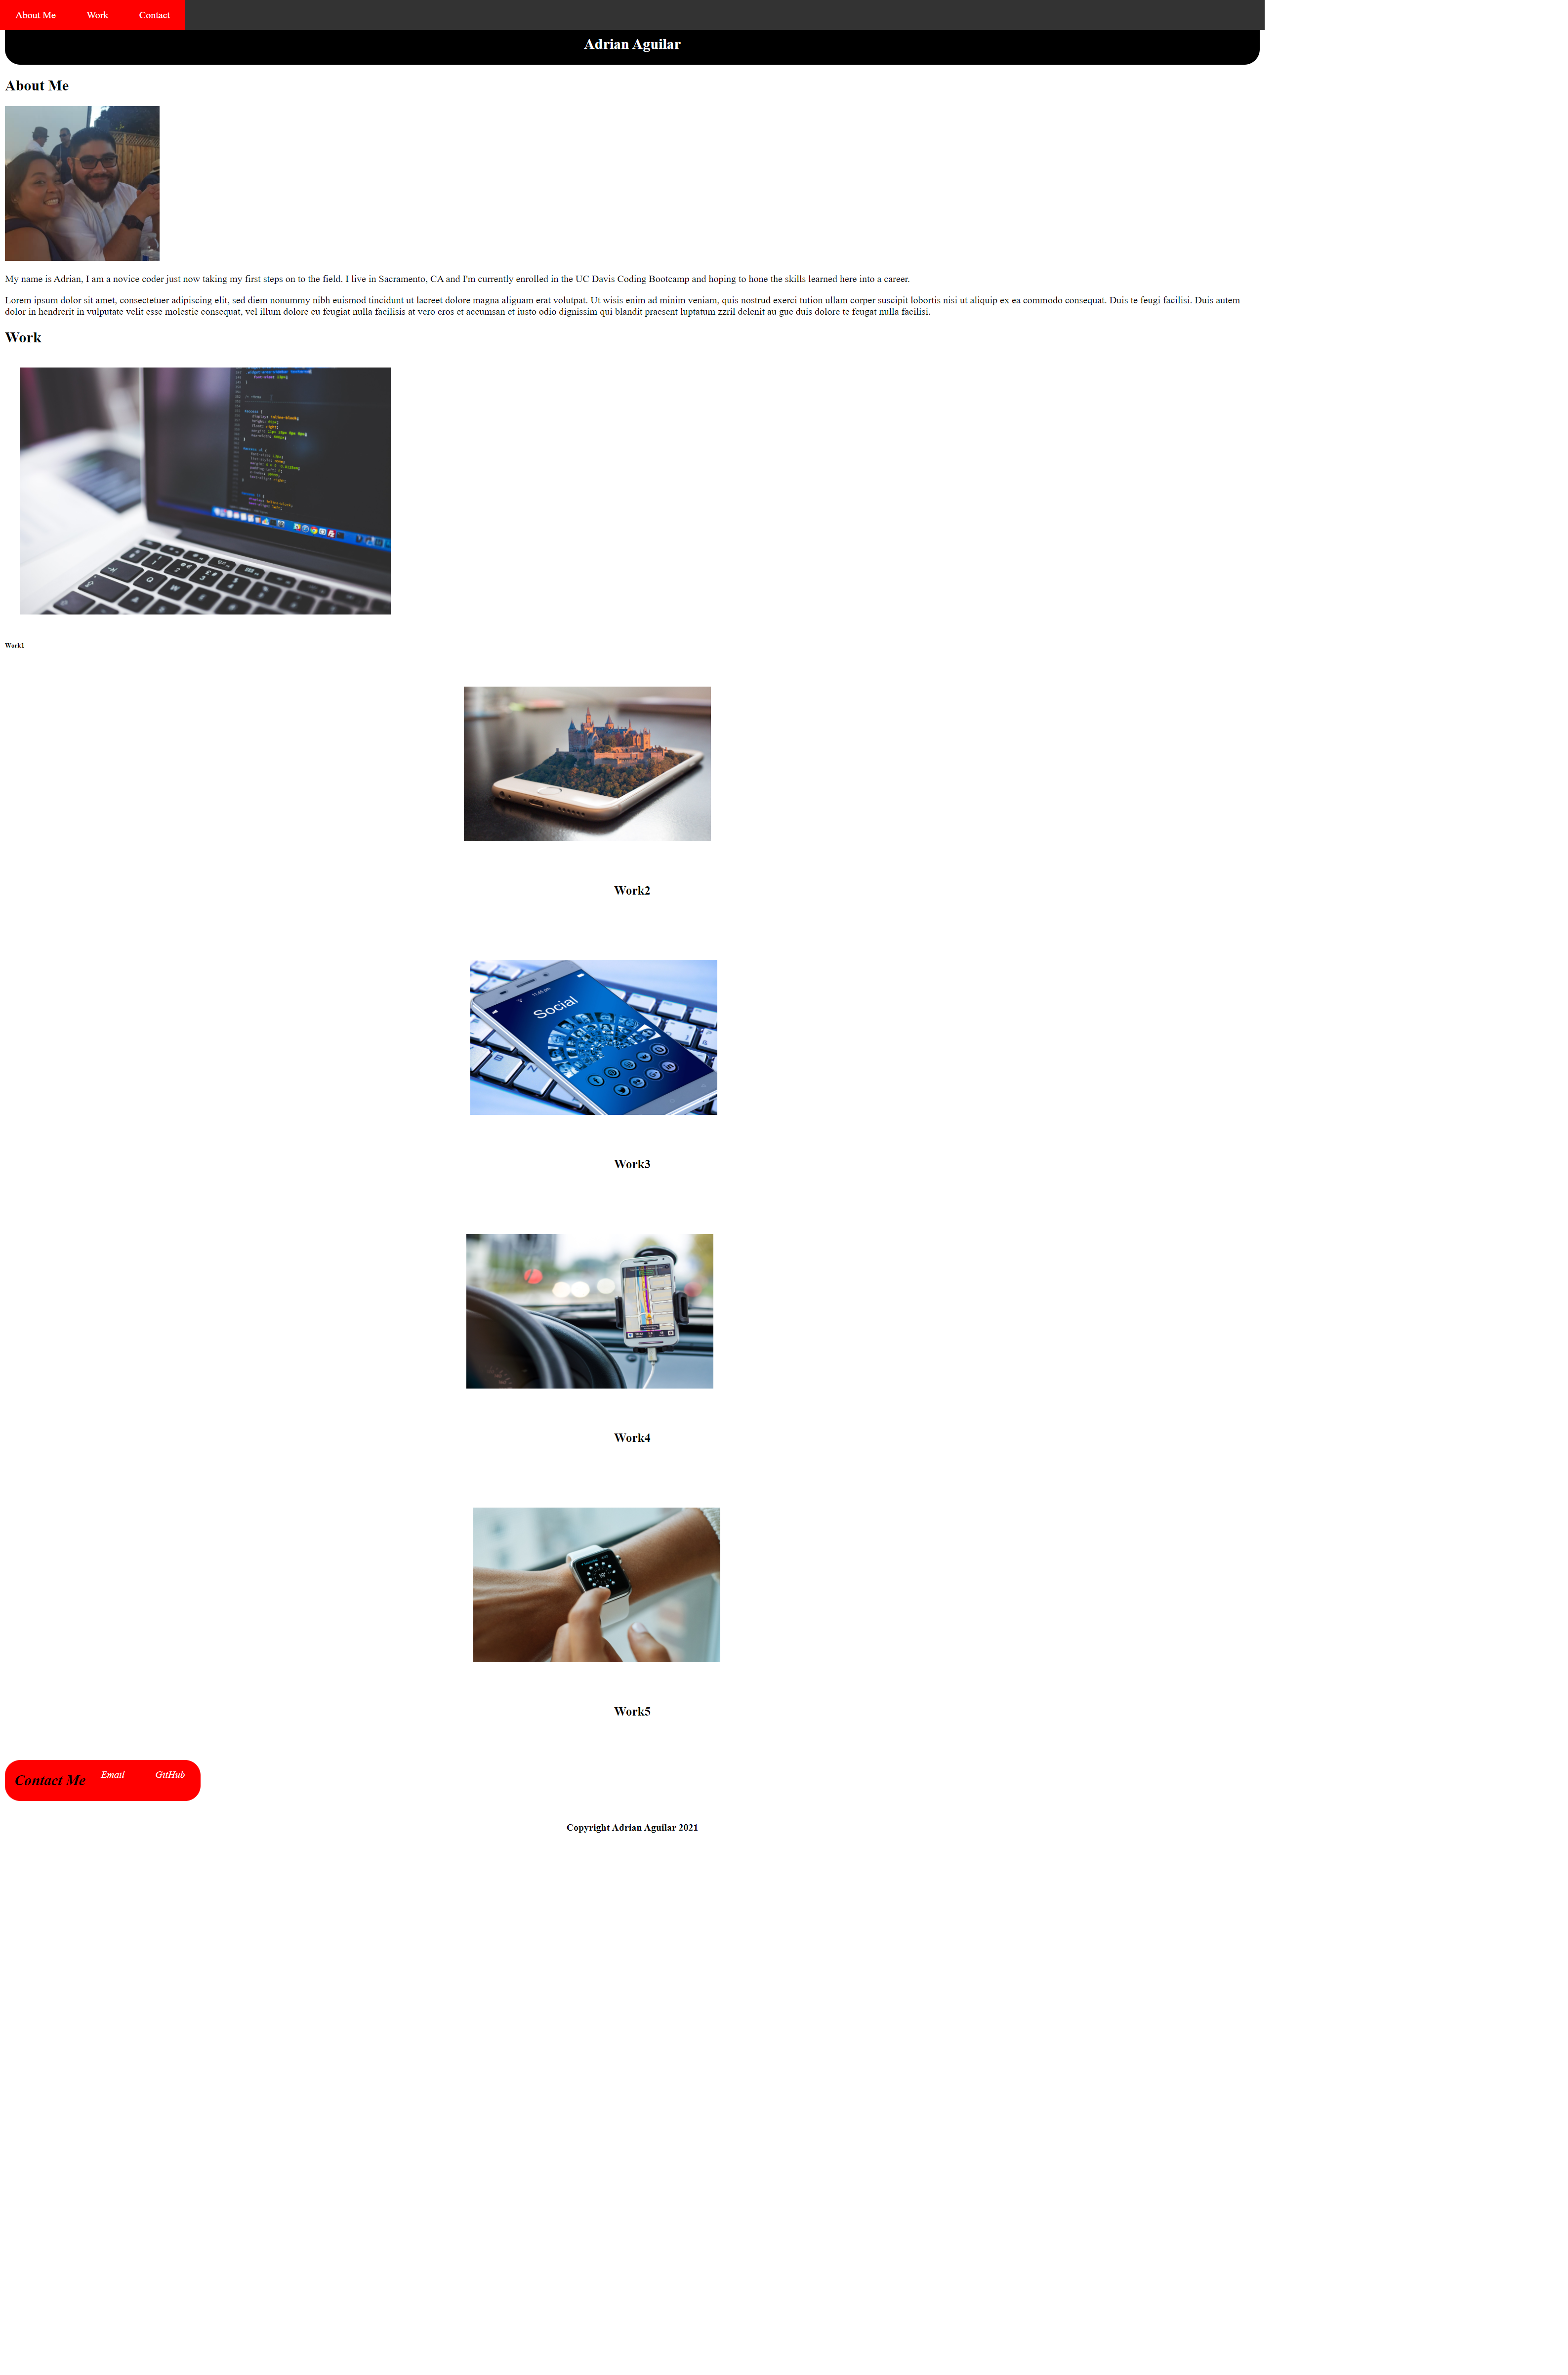 About Me Work Contact
Adrian Aguilar
About Me
My name is Adrian, I am a novice coder just now taking my first steps on to the field. I live in Sacramento, CA and I'm currently enrolled in the UC Davis Coding Bootcamp and hoping to hone the skills learned here into a career.
Lorem ipsum dolor sit amet, consectetuer adipiscing elit, sed diem nonummy nibh euismod tincidunt ut lacreet dolore magna aliguam erat volutpat. Ut wisis enim ad minim veniam, quis nostrud exerci tution ullam corper suscipit lobortis nisi ut aliquip ex ea commodo consequat. Duis te feugi facilisi. Duis autem
dolor in hendrerit in vulputate velit esse molestie consequat, vel illum dolore eu feugiat nulla facilisis at vero eros et accumsan et iusto odio dignissim qui blandit praesent luptatum zzril delenit au gue duis dolore te feugat nulla facilisi.
Work
Work1
Work2
Social
Work3
Work4
Work5
Contact Me Email GitHub
Copyright Adrian Aguilar 2021